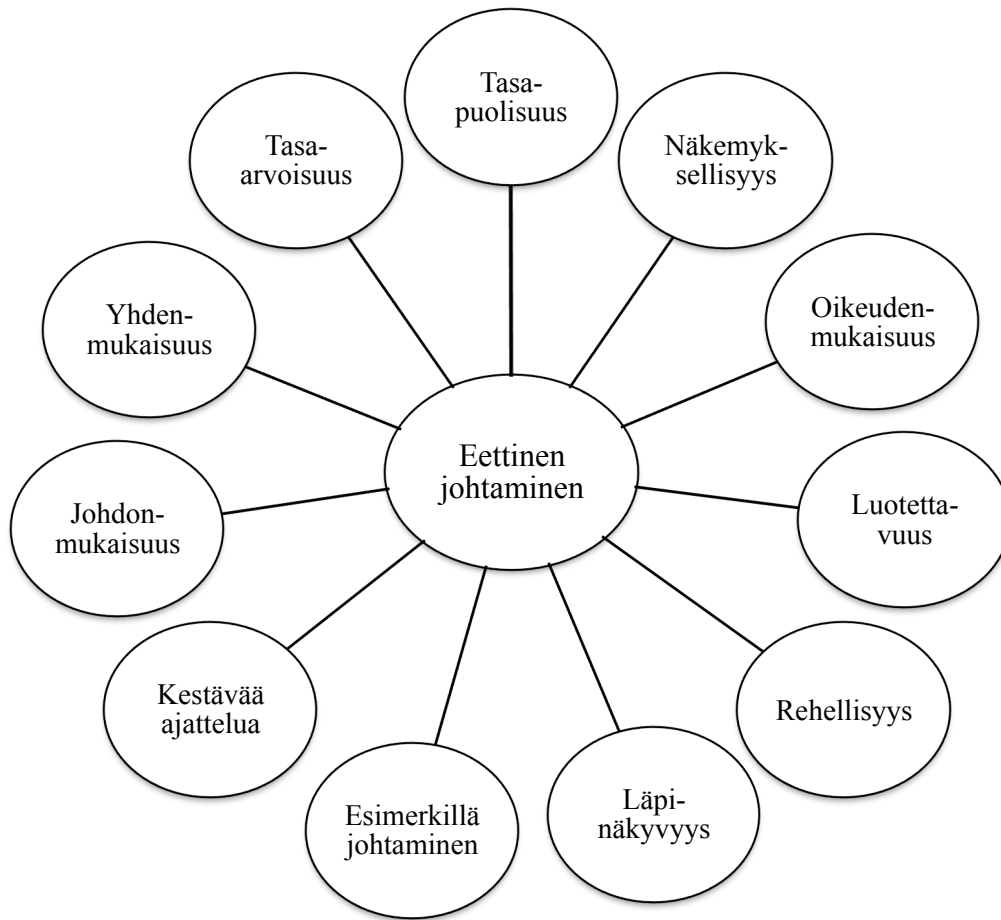 Tasa-
puolisuus
Näkemyk-
sellisyys
Oikeuden-
mukaisuus
Luotetta-
vuus
Rehellisyys
Läpi-
näkyvyys
Esimerkillä
johtaminen
Kestävää
ajattelua
Johdon-
mukaisuus
Yhden-
mukaisuus
Tasa-
arvoisuus
Eettinen
johtaminen